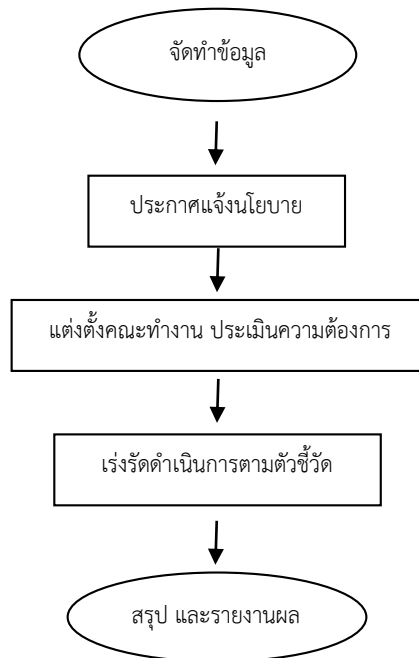 จัดทำข้อมูล
ประกาศแจ้งนโยบาย
แต่งตั้งคณะทำงาน ประเมินความต้องการ
เร่งรัดดำเนินการตามตัวชี้วัด
สรุป และรายงานผล